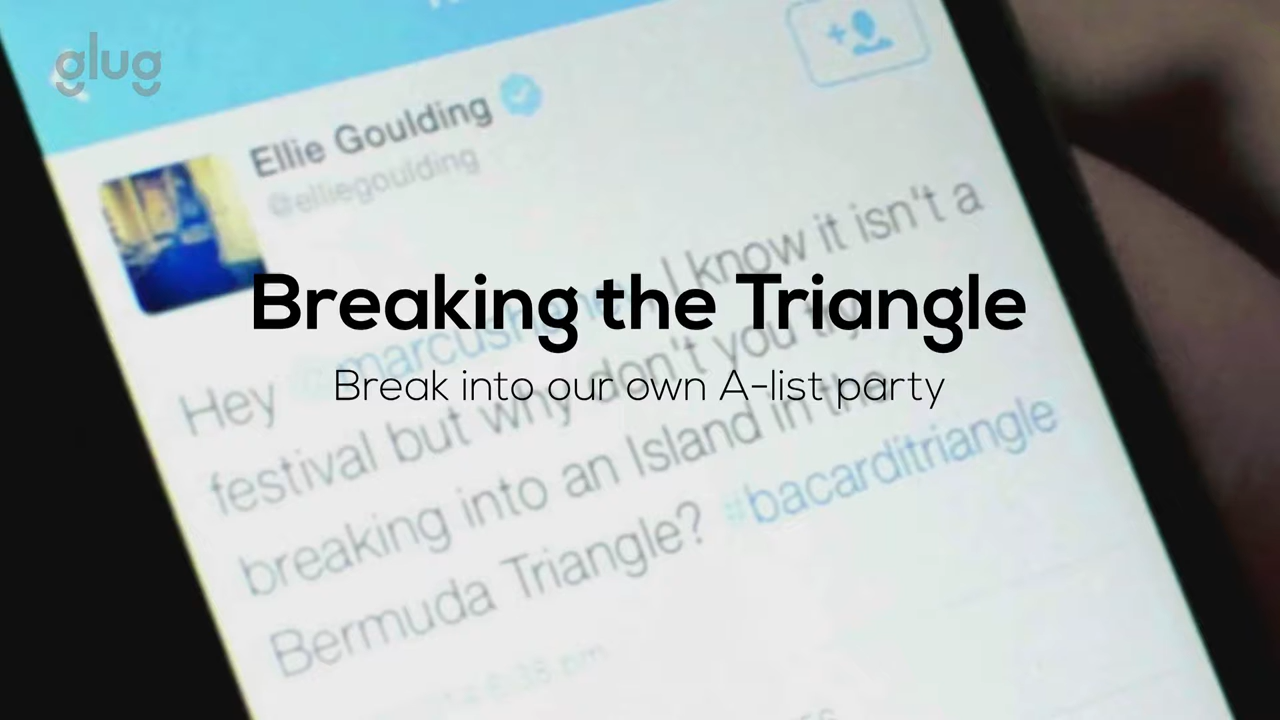 glug
Ellie Goulding
@elliegoulding
Breaking the Triangle
Break into our own A-list party
Hey I know it isn't a
festival but why don't you try
breaking into an Island in the
Bermuda Triangle? #bacarditriangle